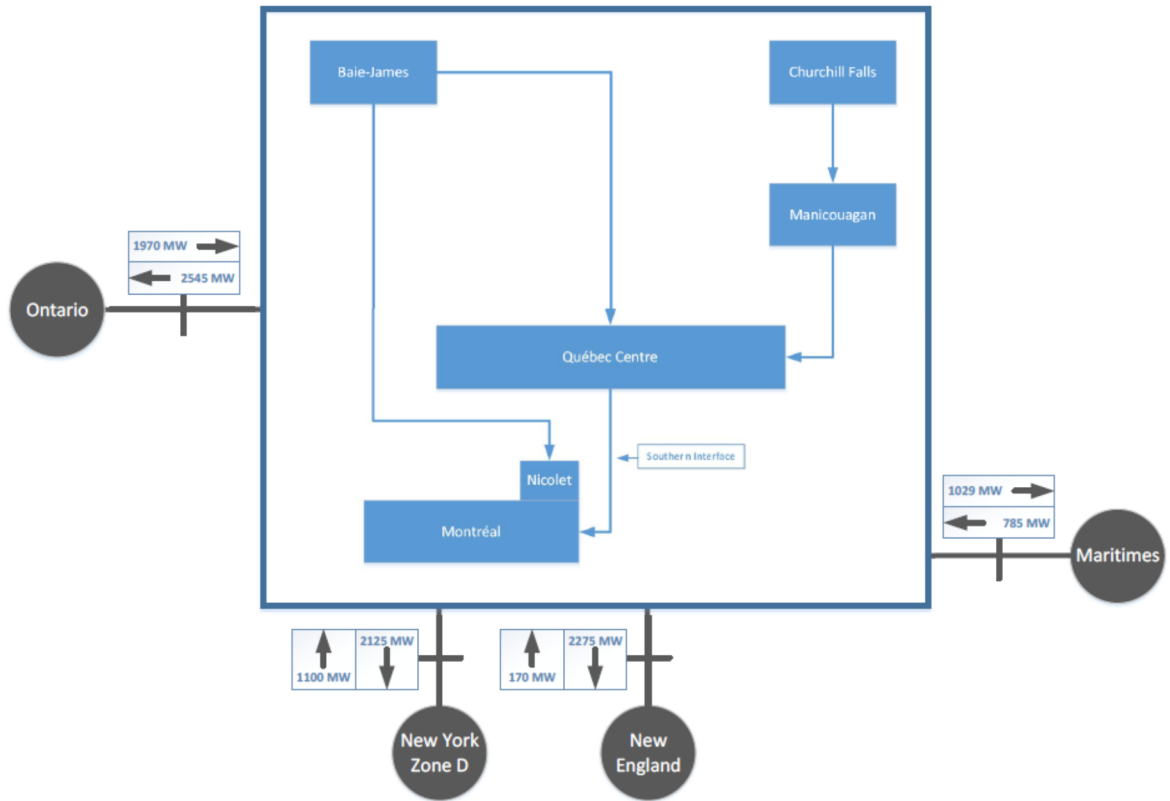 Baie-James
Churchill Falls
Manicouagan
1970 MW
2545 MW
Ontario
Québec Centre
Southern Interface
Nicolet
Montréal
1029 MW
785 MW
Maritimes
2125 MW
1100 MW
2275 MW
170 MW
New York
Zone D
New
England